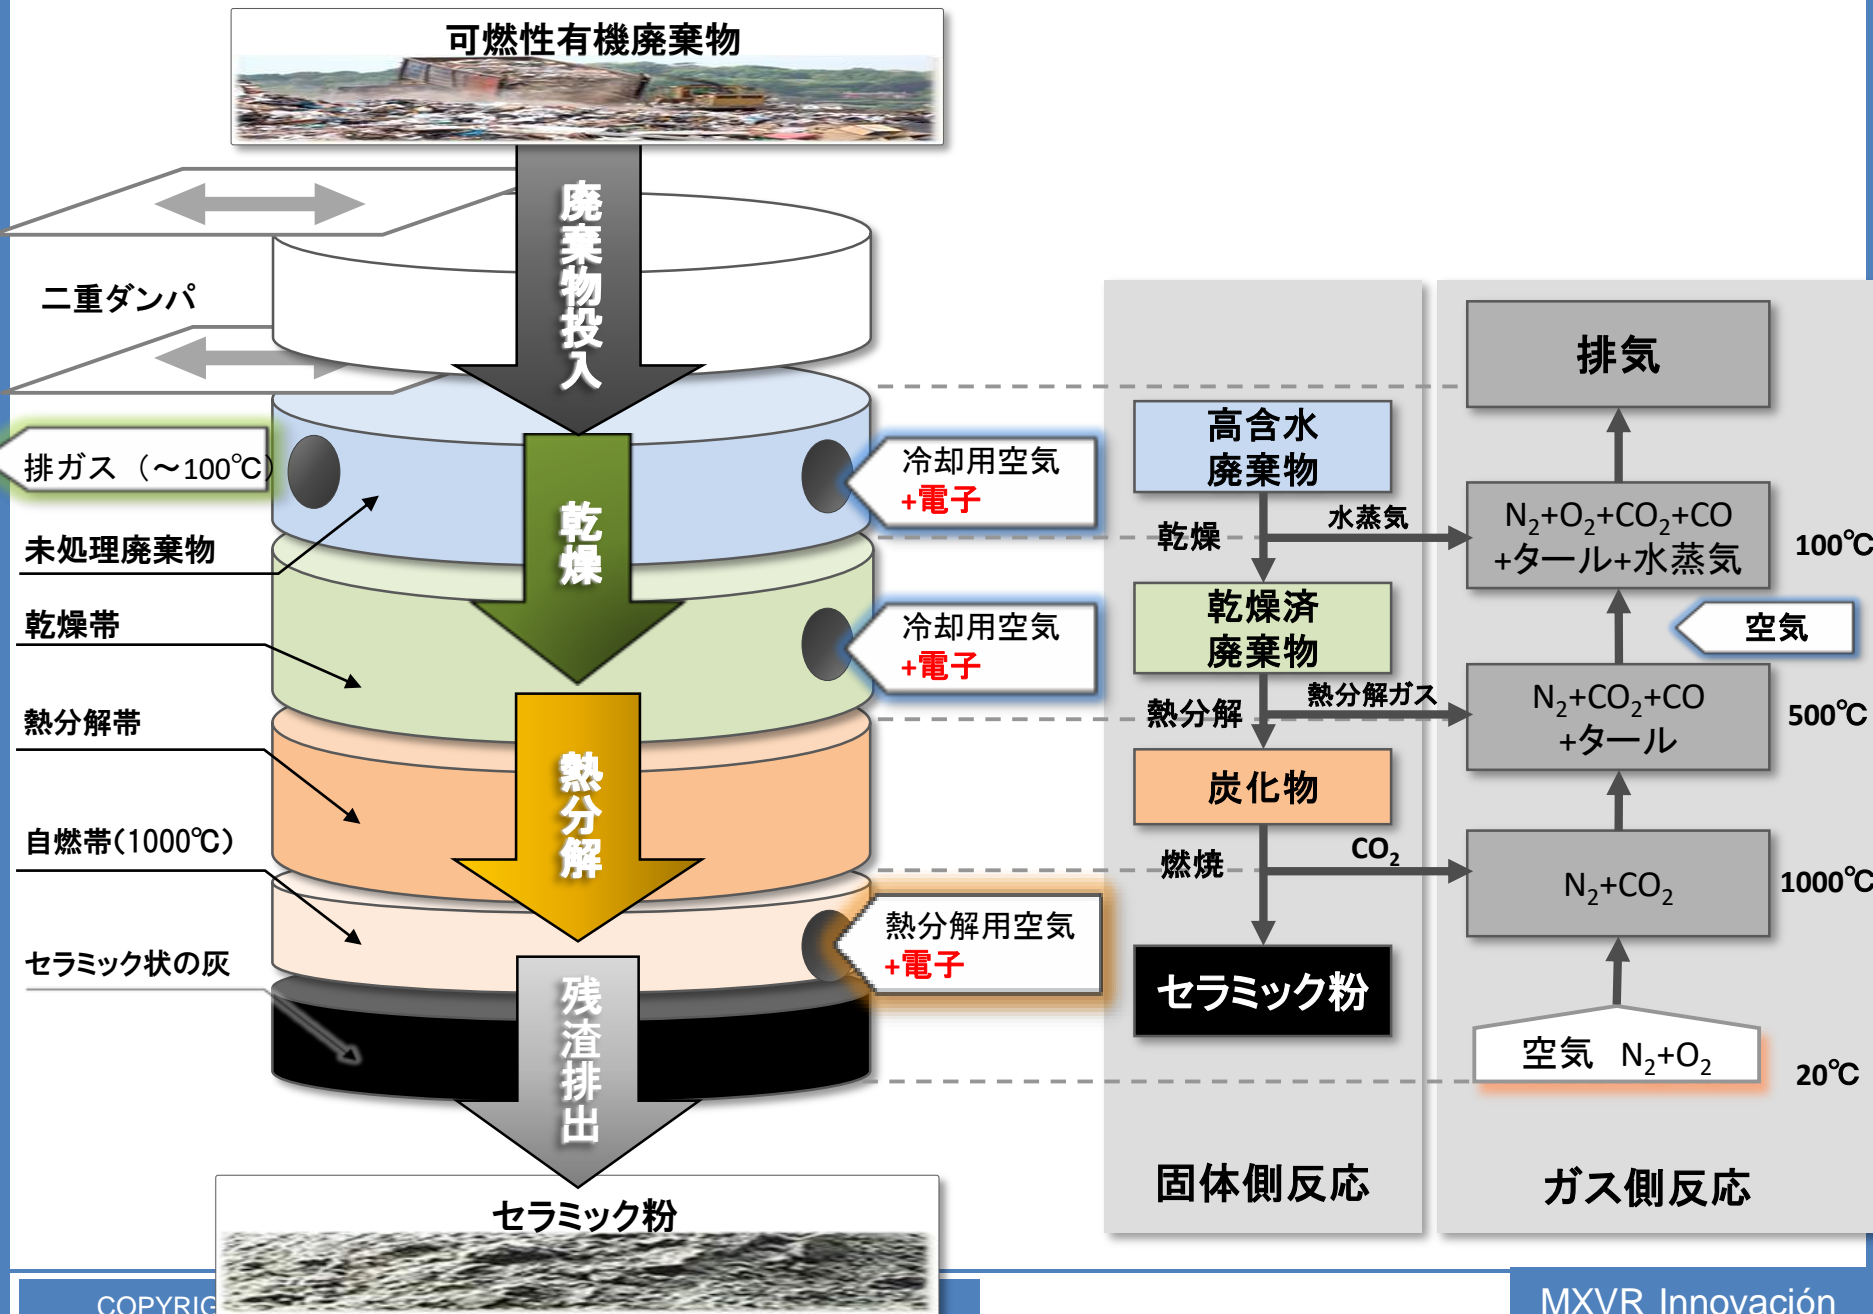 可燃性有機廃棄物
廃棄物投入
二重ダンパ
排ガス（～100℃）
冷却用空気
+電子
未処理廃棄物
乾燥
乾燥帯
冷却用空気
+電子
熱分解帯
熱分解
自燃帯(1000℃)
熱分解用空気
+電子
セラミック状の灰
残渣排出
セラミック粉
高含水
廃棄物
乾燥
水蒸気
乾燥済
廃棄物
熱分解
熱分解ガス
炭化物
燃焼
CO₂
セラミック粉
固体側反応
排気
N₂+O₂+CO₂+CO
+タール+水蒸気
100℃
空気
N₂+CO₂+CO
+タール
500℃
N₂+CO₂
1000℃
空気 N₂+O₂
20℃
ガス側反応
MXVR Innovación